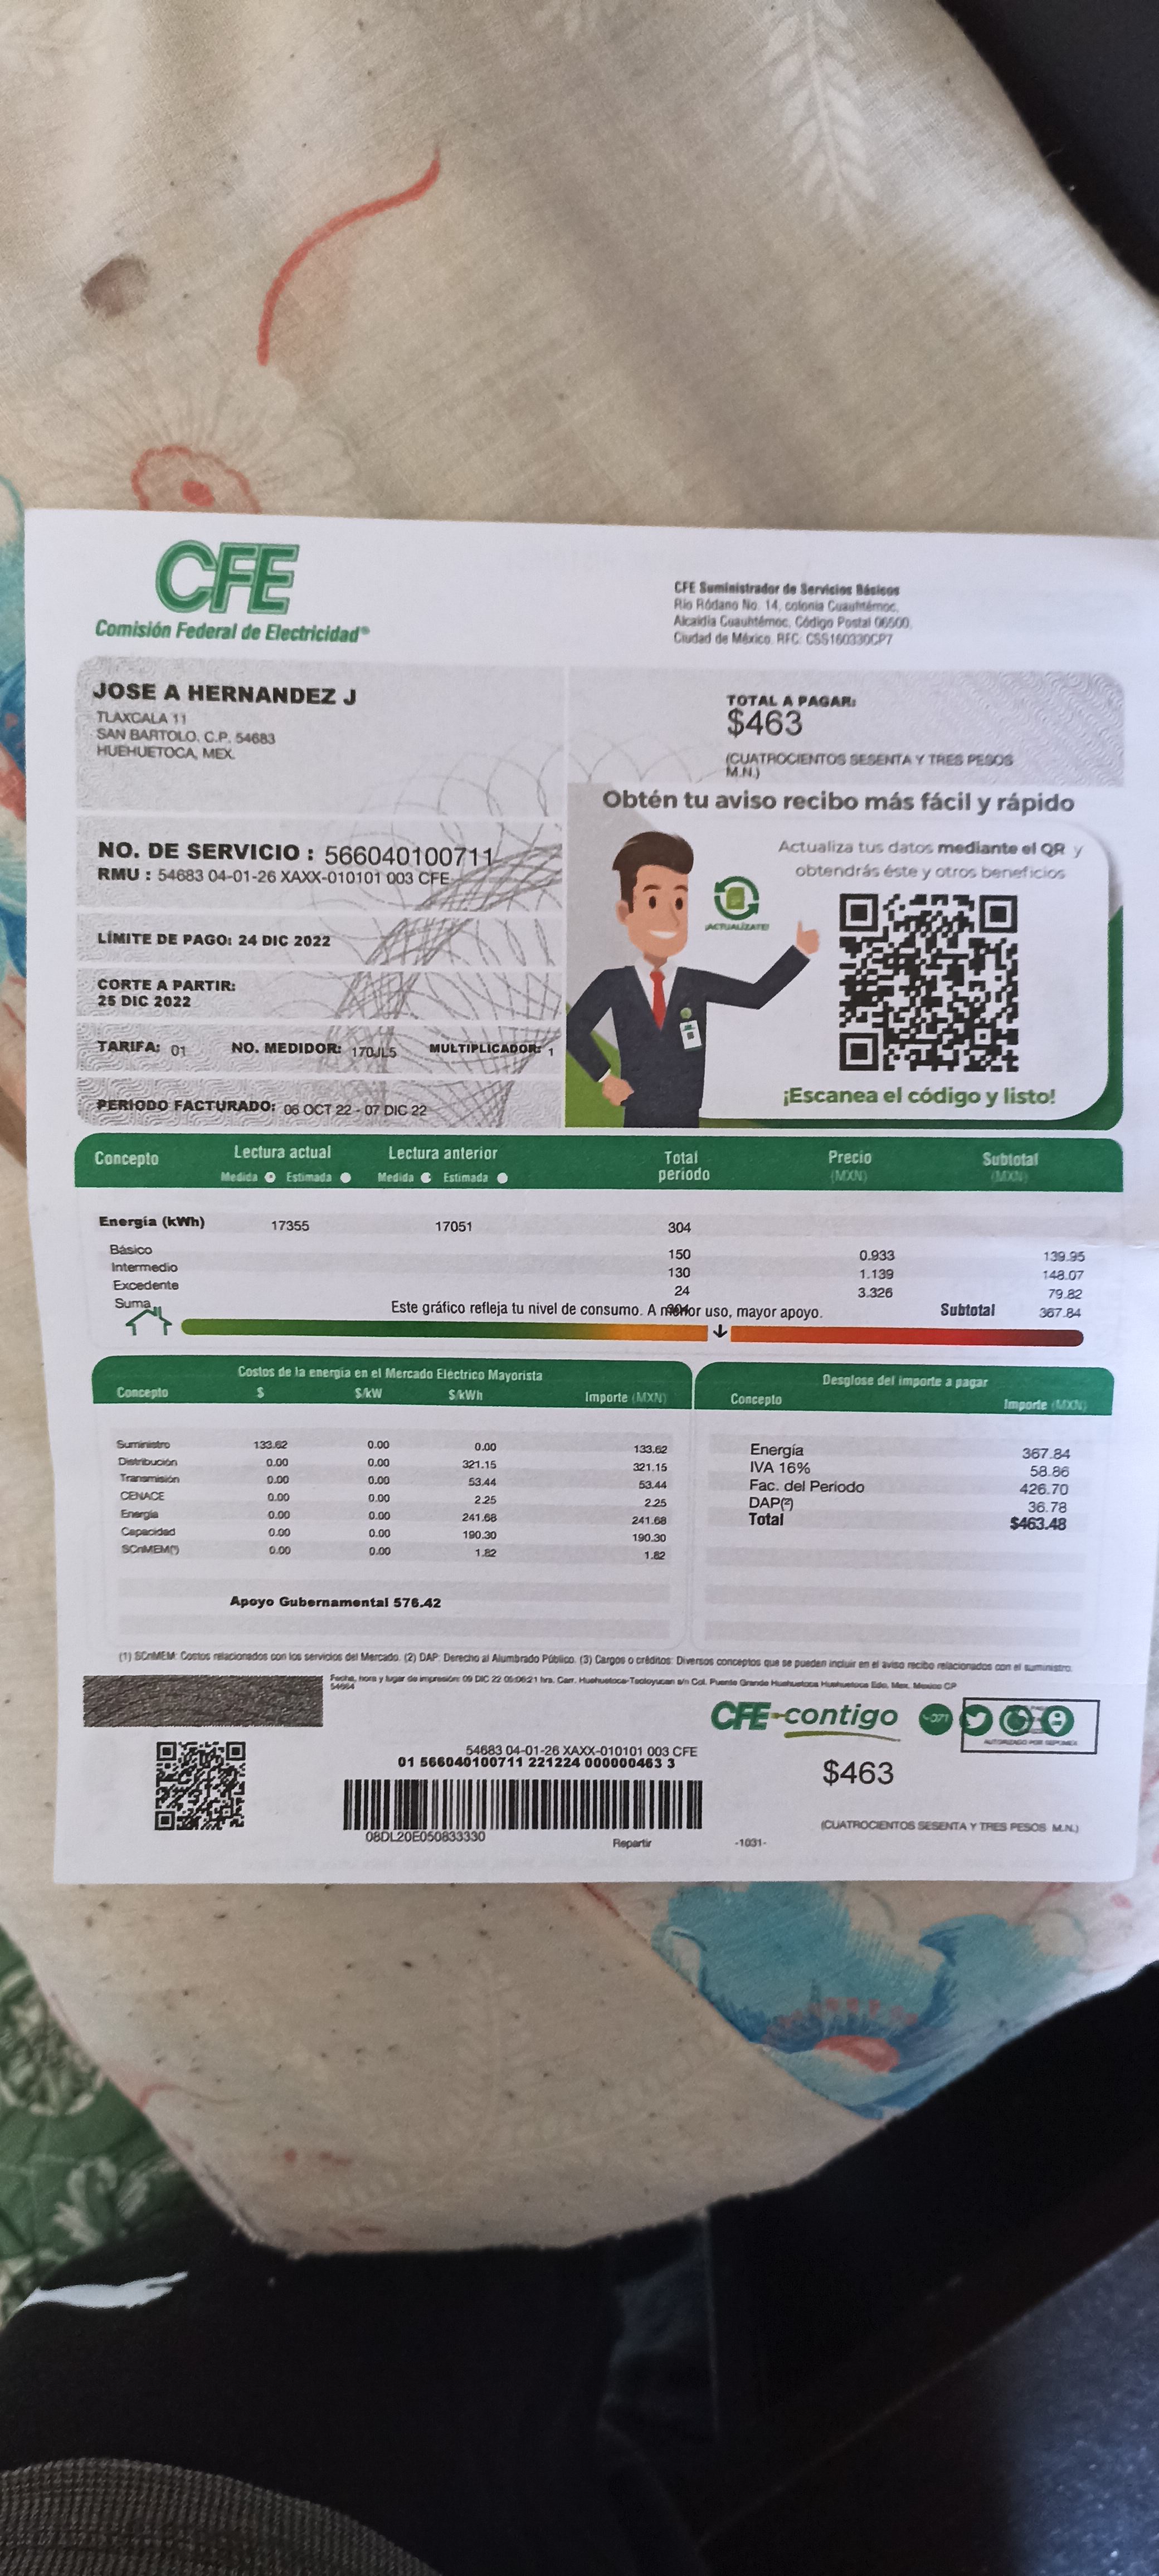 CFE
Comisión Federal de Electricidad®
CFE Suministrador de Servicios Básicos
Río Ródano No. 14, colonia Cuauhtémoc,
Alcaldía Cuauhtémoc, Código Postal 06500,
Ciudad de México. RFC: CSS160330CP7
JOSE A HERNANDEZ J
TLAXCALA 11
SAN BARTOLO, C.P. 54683
HUEHUETOCA, MEX.
TOTAL A PAGAR:
$463
(CUATROCIENTOS SESENTA Y TRES PESOS
M.N.)
NO. DE SERVICIO : 566040100711
RMU : 54683 04-01-26 XAXX-010101 003 CFE
LÍMITE DE PAGO: 24 DIC 2022
CORTE A PARTIR:
25 DIC 2022
TARIFA: 01 NO. MEDIDOR: 170JL5 MULTIPLICADOR: 1
PERIODO FACTURADO: 06 OCT 22 - 07 DIC 22
Obtén tu aviso recibo más fácil y rápido
Actualiza tus datos mediante el QR y
obtendrás éste y otros beneficios
¡ACTUALÍZATE!
¡Escanea el código y listo!
Concepto Lectura actual Lectura anterior Total periodo Precio (MXN) Subtotal (MXN)
Medida Estimada Medida Estimada
Energía (kWh) 17355 17051 304
Básico 150 0.933 139.95
Intermedio 130 1.139 148.07
Excedente 24 3.326 79.82
Suma 304 Subtotal 367.84
Este gráfico refleja tu nivel de consumo. A menor uso, mayor apoyo.
Costos de la energía en el Mercado Eléctrico Mayorista
Concepto $ $/kW $/kWh Importe (MXN)
Suministro 133.62 0.00 0.00 133.62
Distribución 0.00 0.00 321.15 321.15
Transmisión 0.00 0.00 53.44 53.44
CENACE 0.00 0.00 2.25 2.25
Energía 0.00 0.00 241.68 241.68
Capacidad 0.00 0.00 190.30 190.30
SCnMEM(1) 0.00 0.00 1.82 1.82
Apoyo Gubernamental 576.42
Desglose del importe a pagar
Concepto Importe (MXN)
Energía 367.84
IVA 16% 58.86
Fac. del Periodo 426.70
DAP(2) 36.78
Total $463.48
(1) SCnMEM: Costos relacionados con los servicios del Mercado. (2) DAP: Derecho al Alumbrado Público. (3) Cargos o créditos: Diversos conceptos que se pueden incluir en el aviso recibo relacionados con el suministro.
Fecha, hora y lugar de impresión: 09 DIC 22 05:06:21 hrs. Carr. Huehuetoca-Teoloyucan s/n Col. Puente Grande Huehuetoca Huehuetoca Edo. Mex. Mexico CP
54684
CFE contigo
071
AUTORIZADO POR SEPOMEX
54683 04-01-26 XAXX-010101 003 CFE
01 566040100711 221224 000000463 3
08DL20E050833330
Repartir
-1031-
$463
(CUATROCIENTOS SESENTA Y TRES PESOS M.N.)